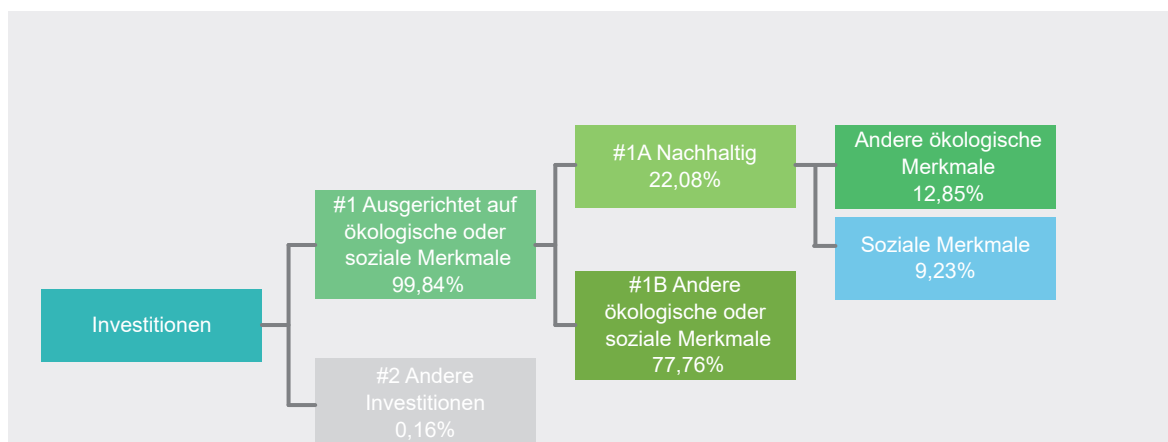 Investitionen
#1 Ausgerichtet auf
ökologische oder
soziale Merkmale
99,84%
#2 Andere
Investitionen
0,16%
#1A Nachhaltig
22,08%
#1B Andere
ökologische oder
soziale Merkmale
77,76%
Andere ökologische
Merkmale
12,85%
Soziale Merkmale
9,23%